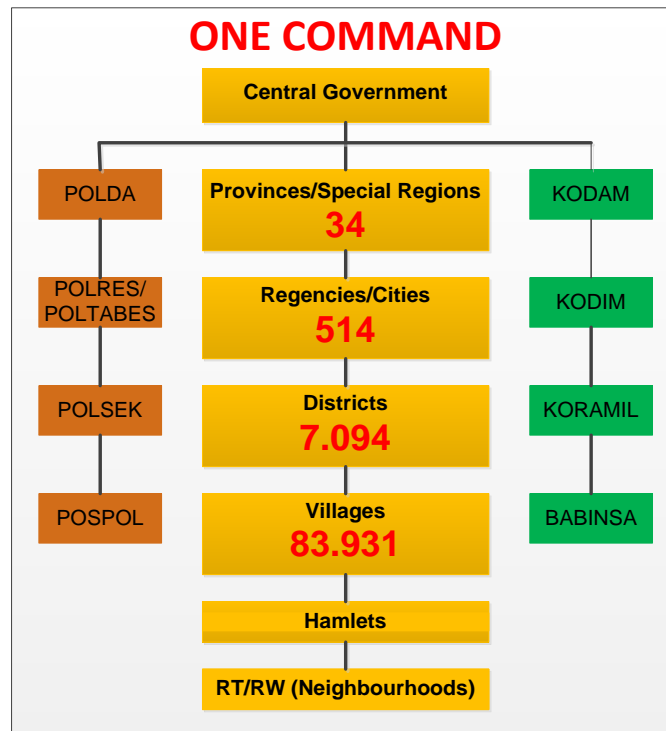 ONE COMMAND
Central Government
POLDA
Provinces/Special Regions
34
KODAM
POLRES/
POLTABES
Regencies/Cities
514
KODIM
POLSEK
Districts
7.094
KORAMIL
POSPOL
Villages
83.931
BABINSA
Hamlets
RT/RW (Neighbourhoods)